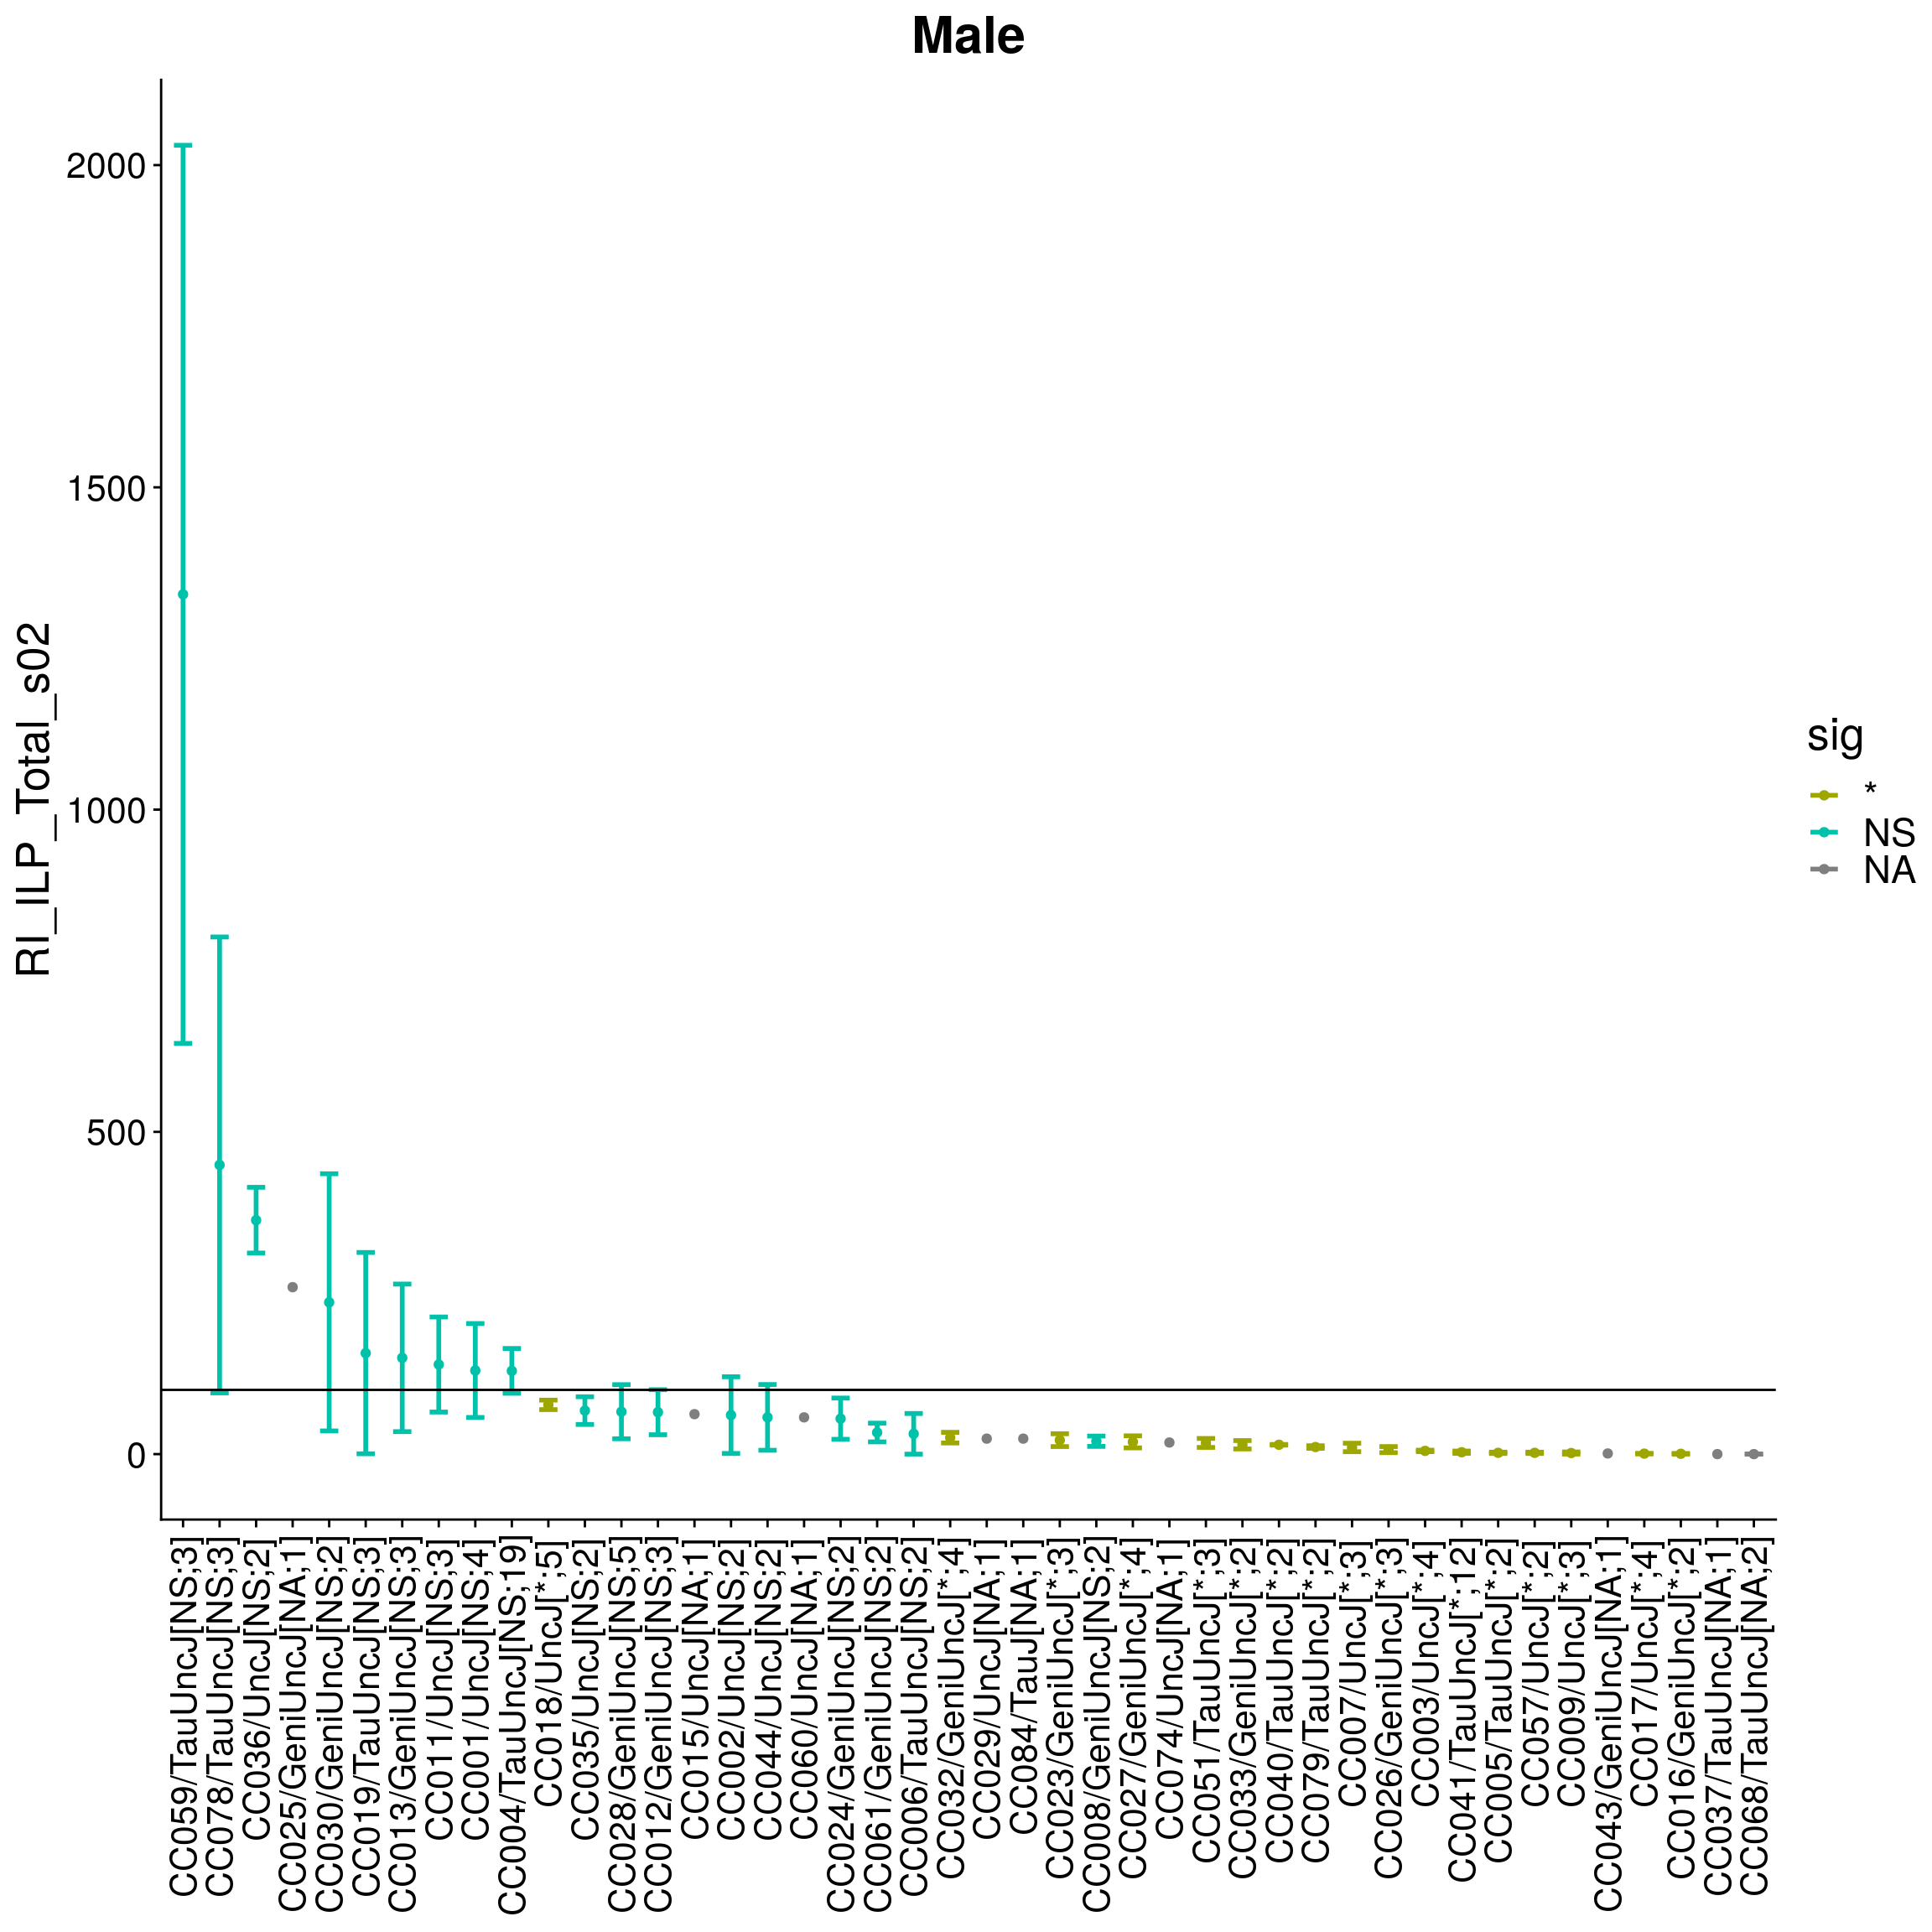 Male
RI_ILP_Total_s02
2000
1500
1000
500
0
CC059/TauUncJ[NS;3]
CC078/TauUncJ[NS;3]
CC036/UncJ[NS;2]
CC025/GeniUncJ[NA;1]
CC030/GeniUncJ[NS;2]
CC019/TauUncJ[NS;3]
CC013/GeniUncJ[NS;3]
CC011/UncJ[NS;3]
CC001/UncJ[NS;4]
CC004/TauUncJ[NS;19]
CC018/UncJ[*;5]
CC035/UncJ[NS;2]
CC028/GeniUncJ[NS;5]
CC012/GeniUncJ[NS;3]
CC015/UncJ[NA;1]
CC002/UncJ[NS;2]
CC044/UncJ[NS;2]
CC060/UncJ[NA;1]
CC024/GeniUncJ[NS;2]
CC061/GeniUncJ[NS;2]
CC006/TauUncJ[NS;2]
CC032/GeniUncJ[*;4]
CC029/UncJ[NA;1]
CC084/TauJ[NA;1]
CC023/GeniUncJ[*;3]
CC008/GeniUncJ[NS;2]
CC027/GeniUncJ[*;4]
CC074/UncJ[NA;1]
CC051/TauUncJ[*;3]
CC033/GeniUncJ[*;2]
CC040/TauUncJ[*;2]
CC079/TauUncJ[*;2]
CC007/UncJ[*;3]
CC026/GeniUncJ[*;3]
CC003/UncJ[*;4]
CC041/TauUncJ[*;12]
CC005/TauUncJ[*;2]
CC057/UncJ[*;2]
CC009/UncJ[*;3]
CC043/GeniUncJ[NA;1]
CC017/UncJ[*;4]
CC016/GeniUncJ[*;2]
CC037/TauUncJ[NA;1]
CC068/TauUncJ[NA;2]
sig
*
NS
NA